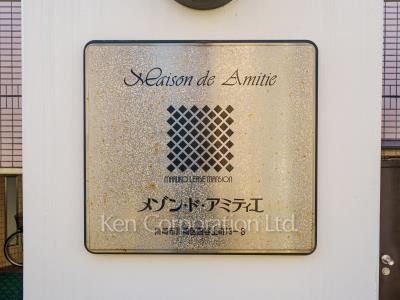 Maison de Amitie
MARUKO LEASE MANSION
メゾン・ド・アミティエ
Ken Corporation Ltd.